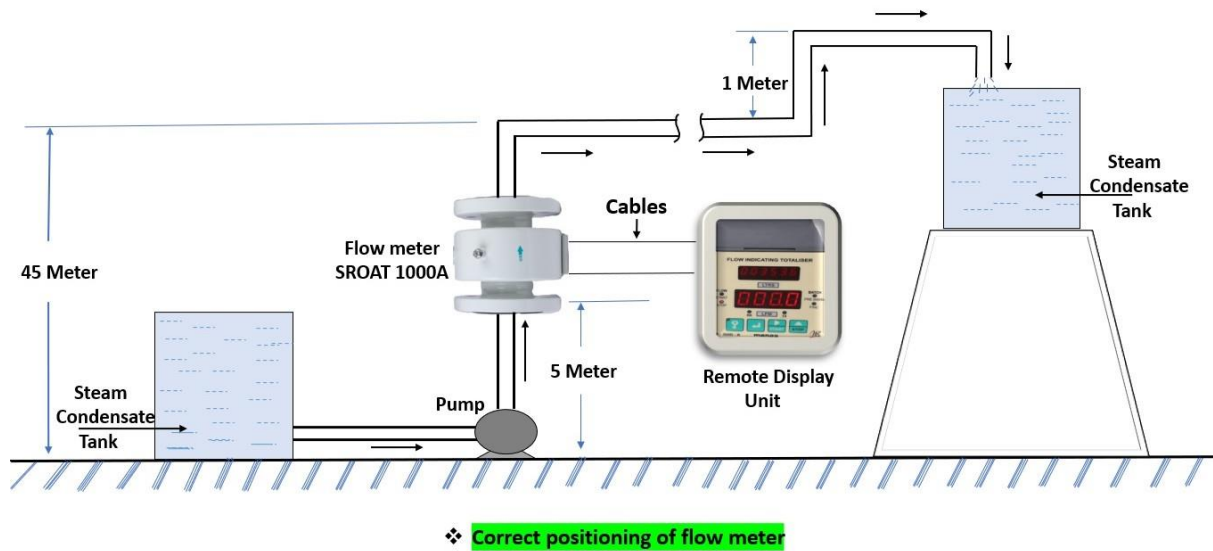 1 Meter
Steam
Condensate
Tank
Cables
Flow meter
SROAT 1000A
45 Meter
FLOW INDICATING TOTALISER
5 Meter
Remote Display
Unit
Pump
Steam
Condensate
Tank
❖ Correct positioning of flow meter